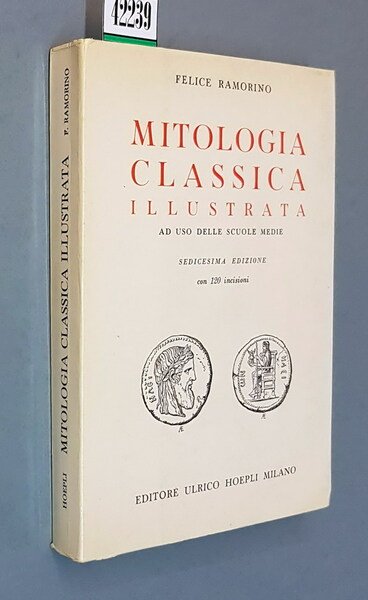 42239
FELICE RAMORINO
MITOLOGIA
CLASSICA
ILLUSTRATA
AD USO DELLE SCUOLE MEDIE
SEDICESIMA EDIZIONE
con 120 incisioni
EDITORE ULRICO HOEPLI MILANO
HOEPLI MITOLOGIA CLASSICA ILLUSTRATA F. RAMORINO